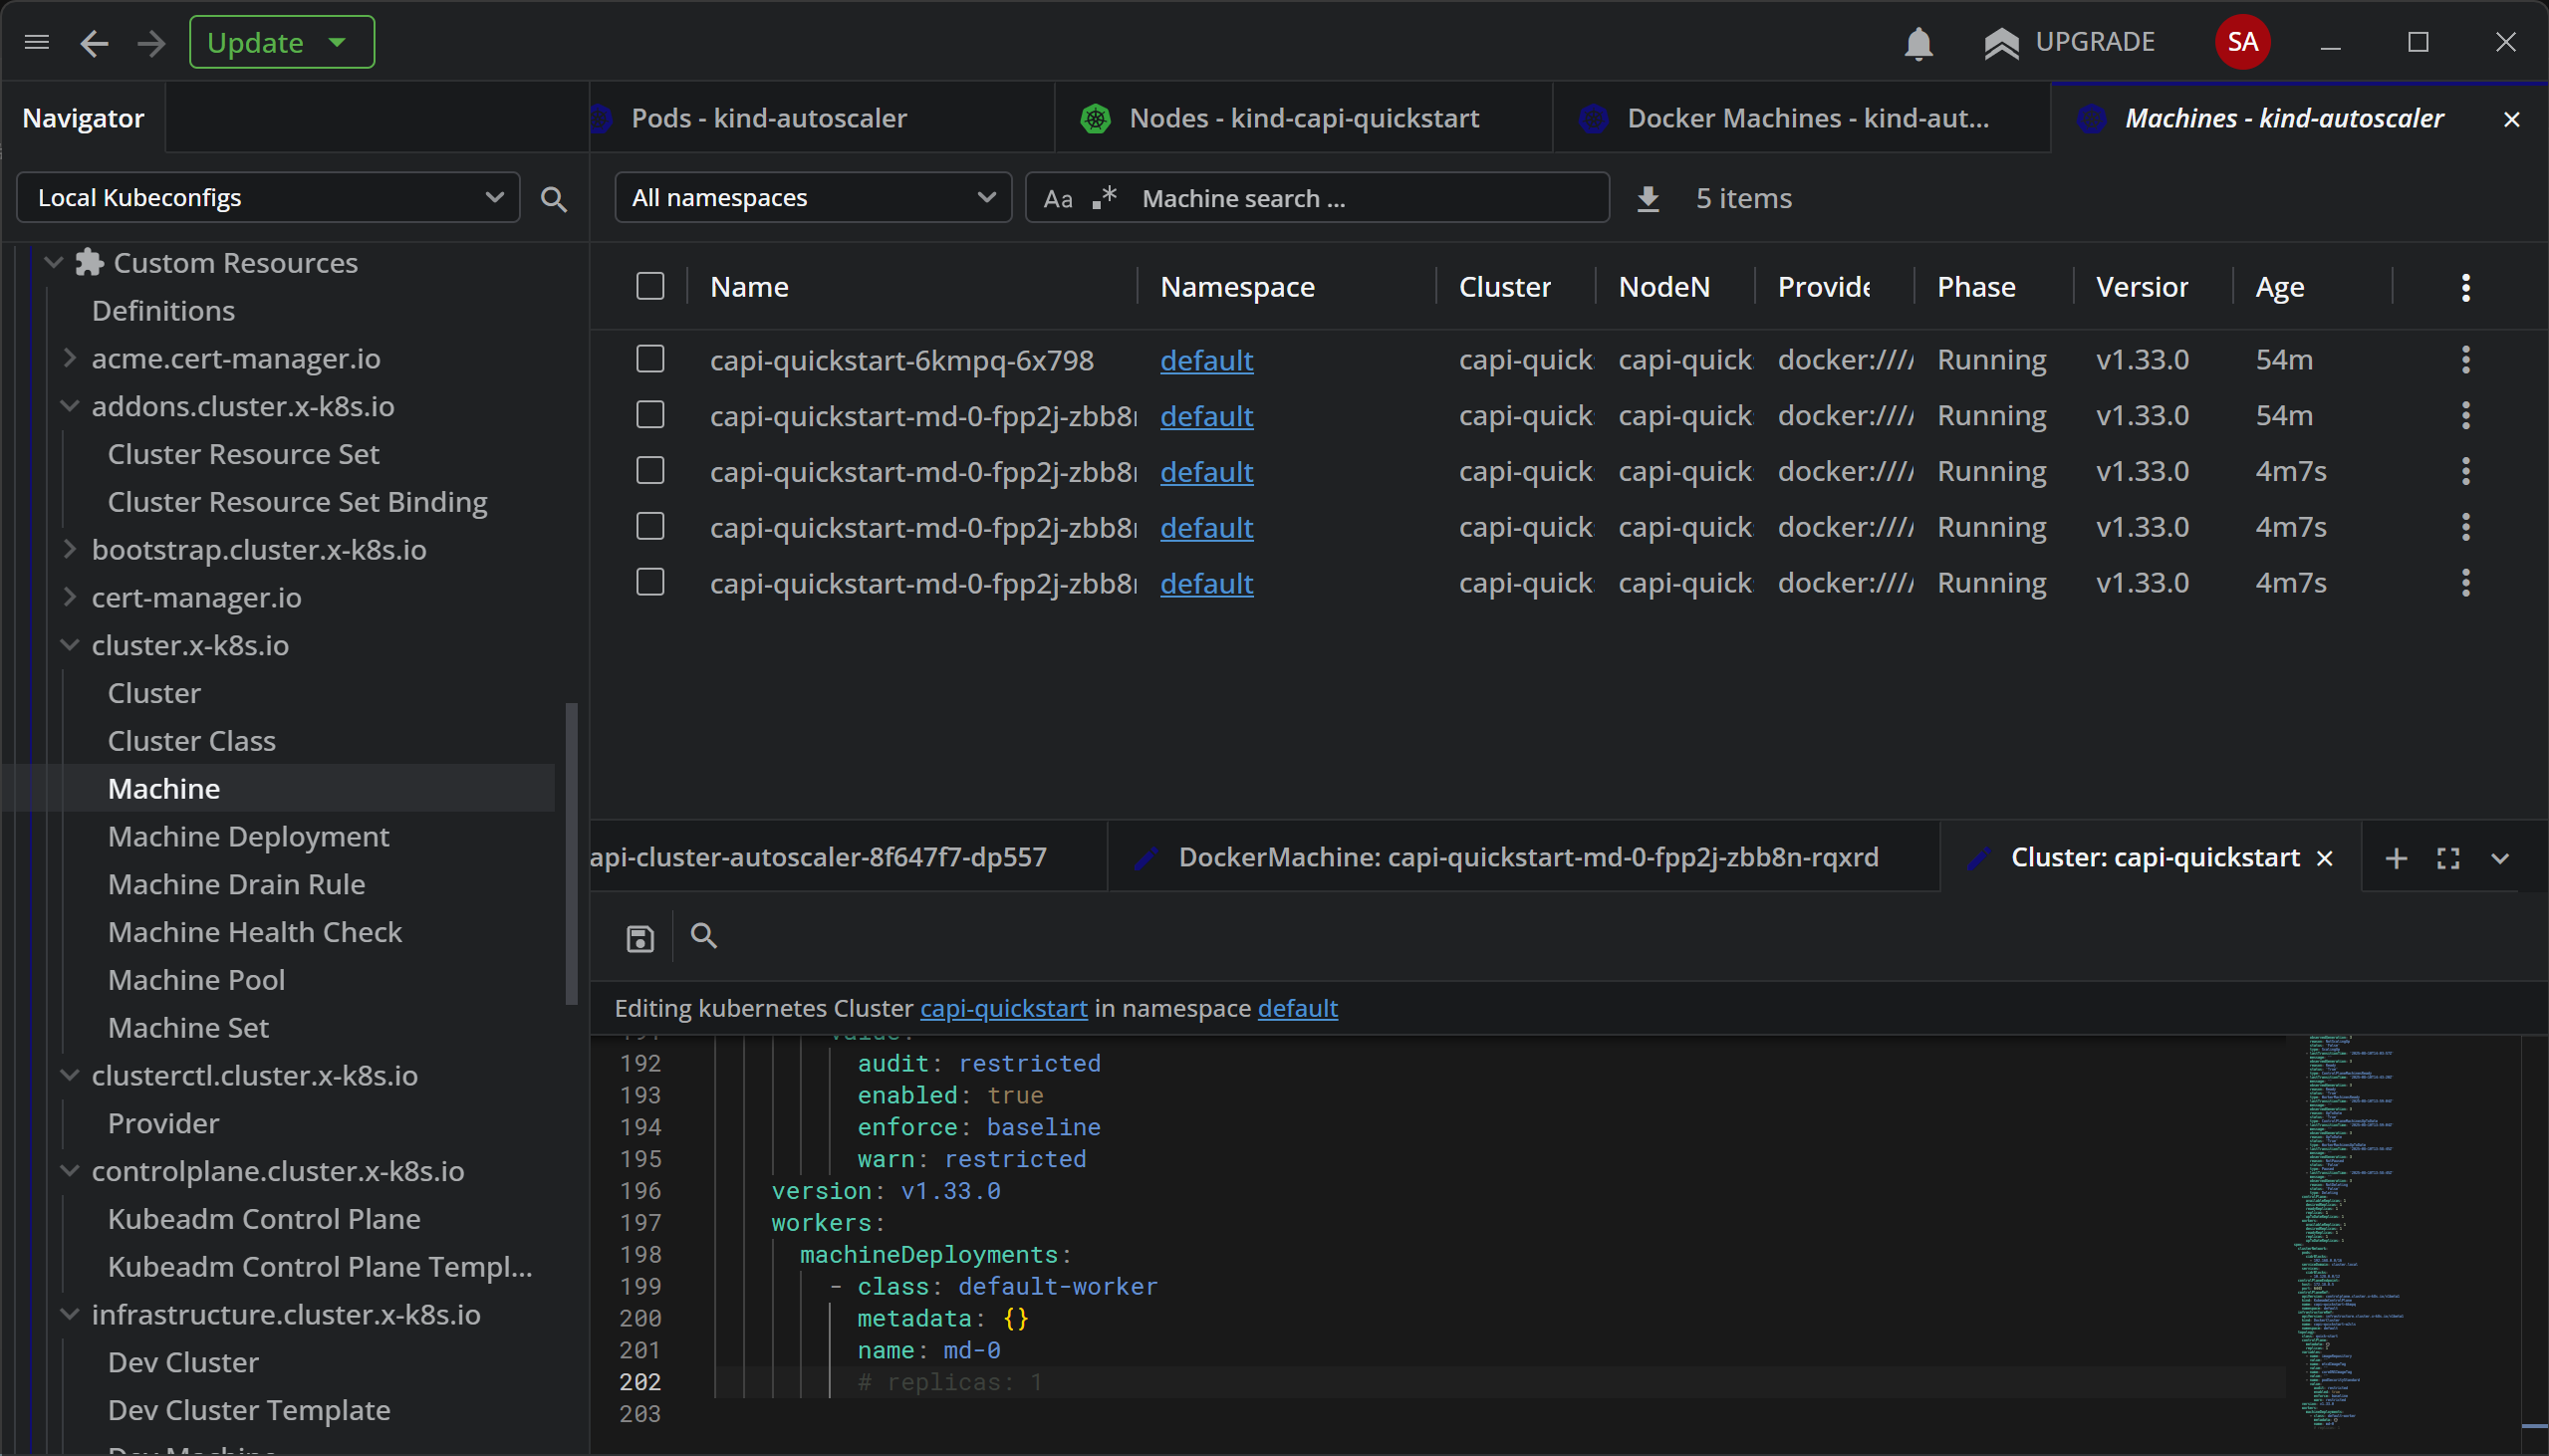 Update
UPGRADE
SA
Navigator
Pods - kind-autoscaler
Nodes - kind-capi-quickstart
Docker Machines - kind-aut...
Machines - kind-autoscaler
Local Kubeconfigs
All namespaces
Aa .* Machine search ...
5 items
Custom Resources
Definitions
acme.cert-manager.io
addons.cluster.x-k8s.io
Cluster Resource Set
Cluster Resource Set Binding
bootstrap.cluster.x-k8s.io
cert-manager.io
cluster.x-k8s.io
Cluster
Cluster Class
Machine
Machine Deployment
Machine Drain Rule
Machine Health Check
Machine Pool
Machine Set
clusterctl.cluster.x-k8s.io
Provider
controlplane.cluster.x-k8s.io
Kubeadm Control Plane
Kubeadm Control Plane Templ...
infrastructure.cluster.x-k8s.io
Dev Cluster
Dev Cluster Template
Dev Machine
Name Namespace Cluster NodeN Provide Phase Version Age
capi-quickstart-6kmpq-6x798 default capi-quick capi-quick docker://// Running v1.33.0 54m
capi-quickstart-md-0-fpp2j-zbb8n default capi-quick capi-quick docker://// Running v1.33.0 54m
capi-quickstart-md-0-fpp2j-zbb8n default capi-quick capi-quick docker://// Running v1.33.0 4m7s
capi-quickstart-md-0-fpp2j-zbb8n default capi-quick capi-quick docker://// Running v1.33.0 4m7s
capi-quickstart-md-0-fpp2j-zbb8n default capi-quick capi-quick docker://// Running v1.33.0 4m7s
api-cluster-autoscaler-8f647f7-dp557
DockerMachine: capi-quickstart-md-0-fpp2j-zbb8n-rqxrd
Cluster: capi-quickstart
Editing kubernetes Cluster capi-quickstart in namespace default
191 value:
192 audit: restricted
193 enabled: true
194 enforce: baseline
195 warn: restricted
196 version: v1.33.0
197 workers:
198 machineDeployments:
199 - class: default-worker
200 metadata: {}
201 name: md-0
202 # replicas: 1
203